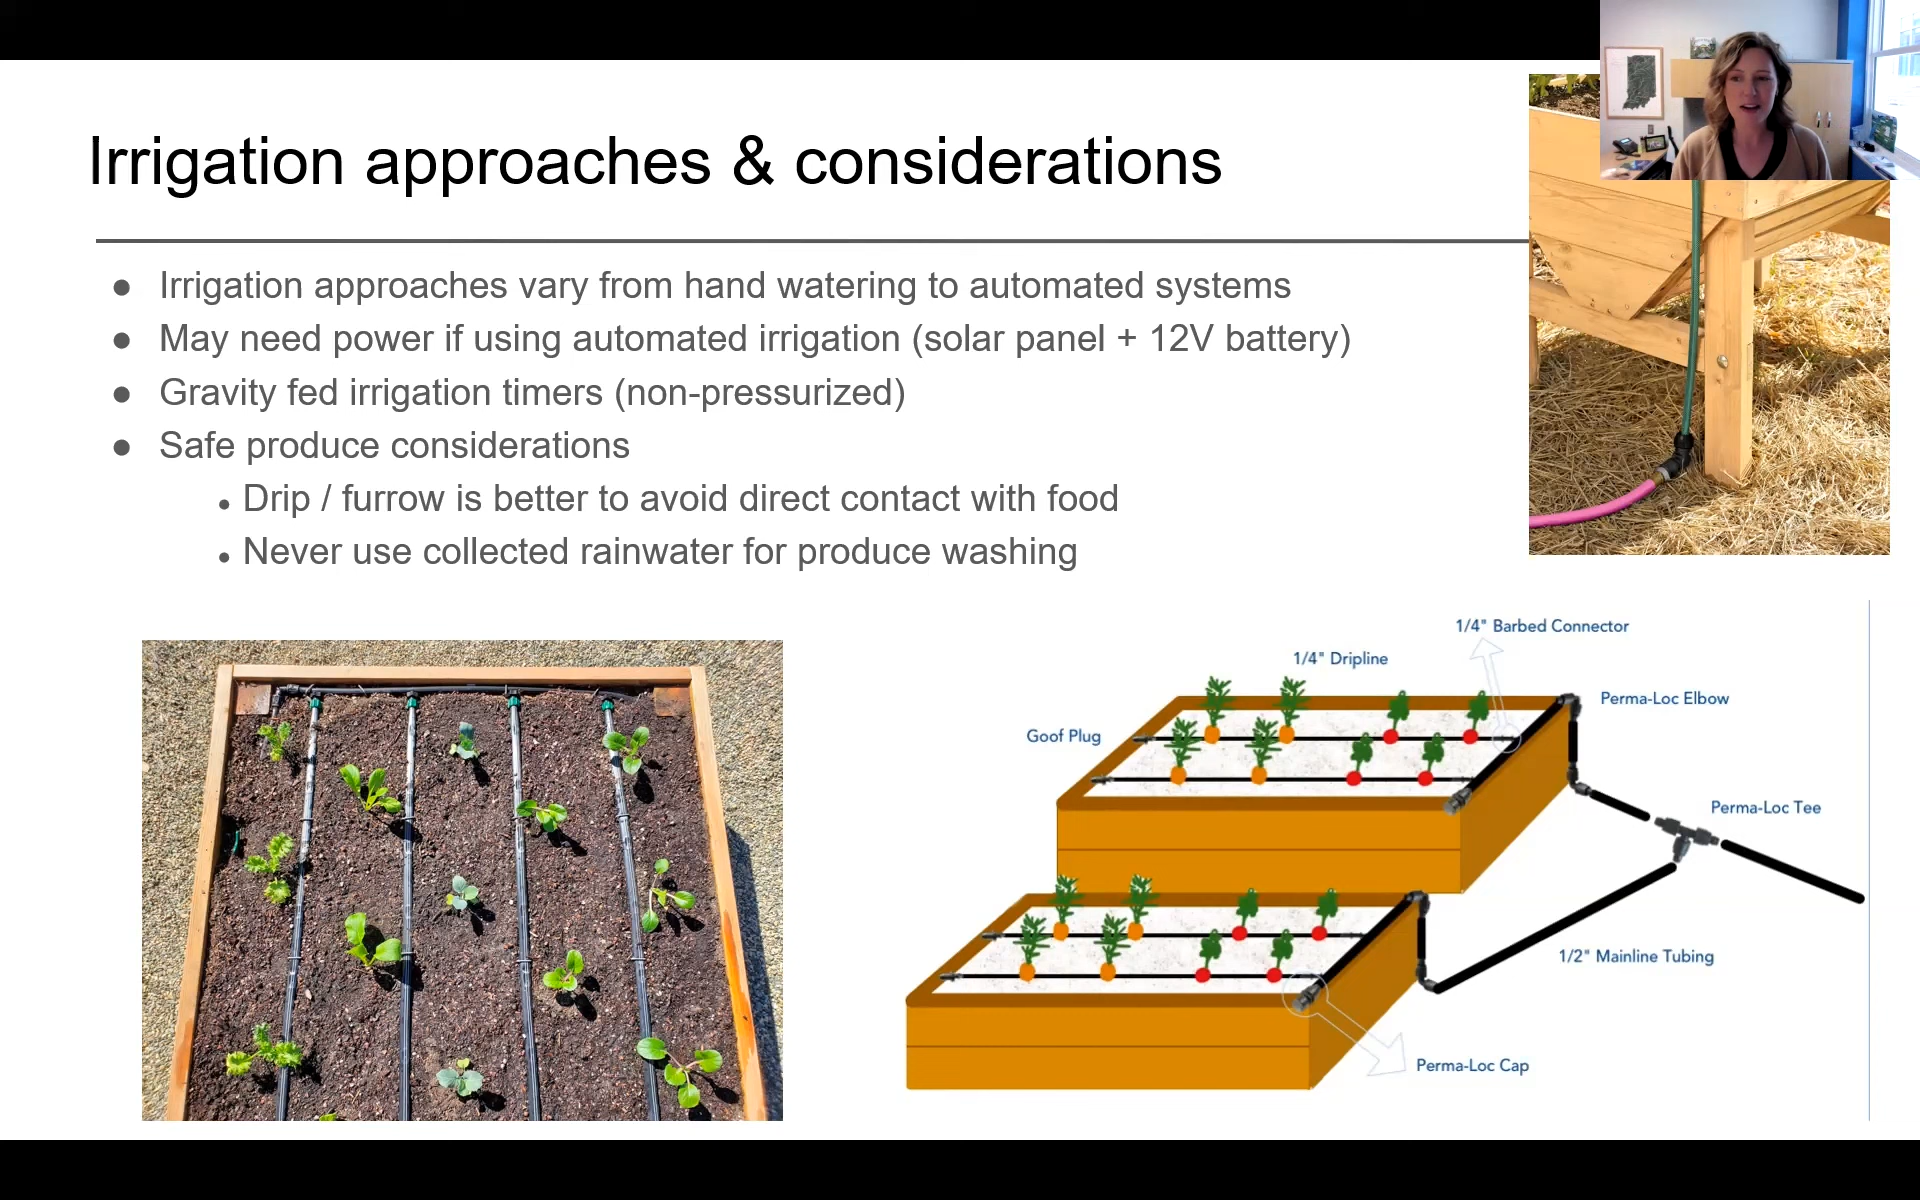 Irrigation approaches & considerations
● Irrigation approaches vary from hand watering to automated systems
● May need power if using automated irrigation (solar panel + 12V battery)
● Gravity fed irrigation timers (non-pressurized)
● Safe produce considerations
• Drip / furrow is better to avoid direct contact with food
• Never use collected rainwater for produce washing
1/4" Barbed Connector
1/4" Dripline
Perma-Loc Elbow
Goof Plug
Perma-Loc Tee
1/2" Mainline Tubing
Perma-Loc Cap